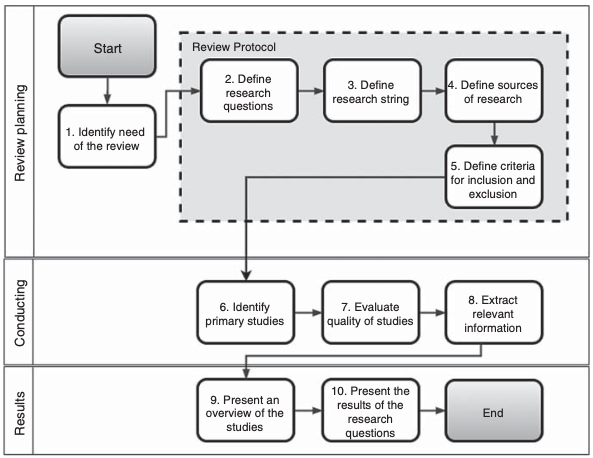 Review planning
Start
1. Identify need
of the review
Review Protocol
2. Define
research
questions
3. Define
research string
4. Define sources
of research
5. Define criteria
for inclusion and
exclusion
Conducting
6. Identify
primary studies
7. Evaluate
quality of studies
8. Extract
relevant
information
Results
9. Present an
overview of the
studies
10. Present the
results of the
research
questions
End